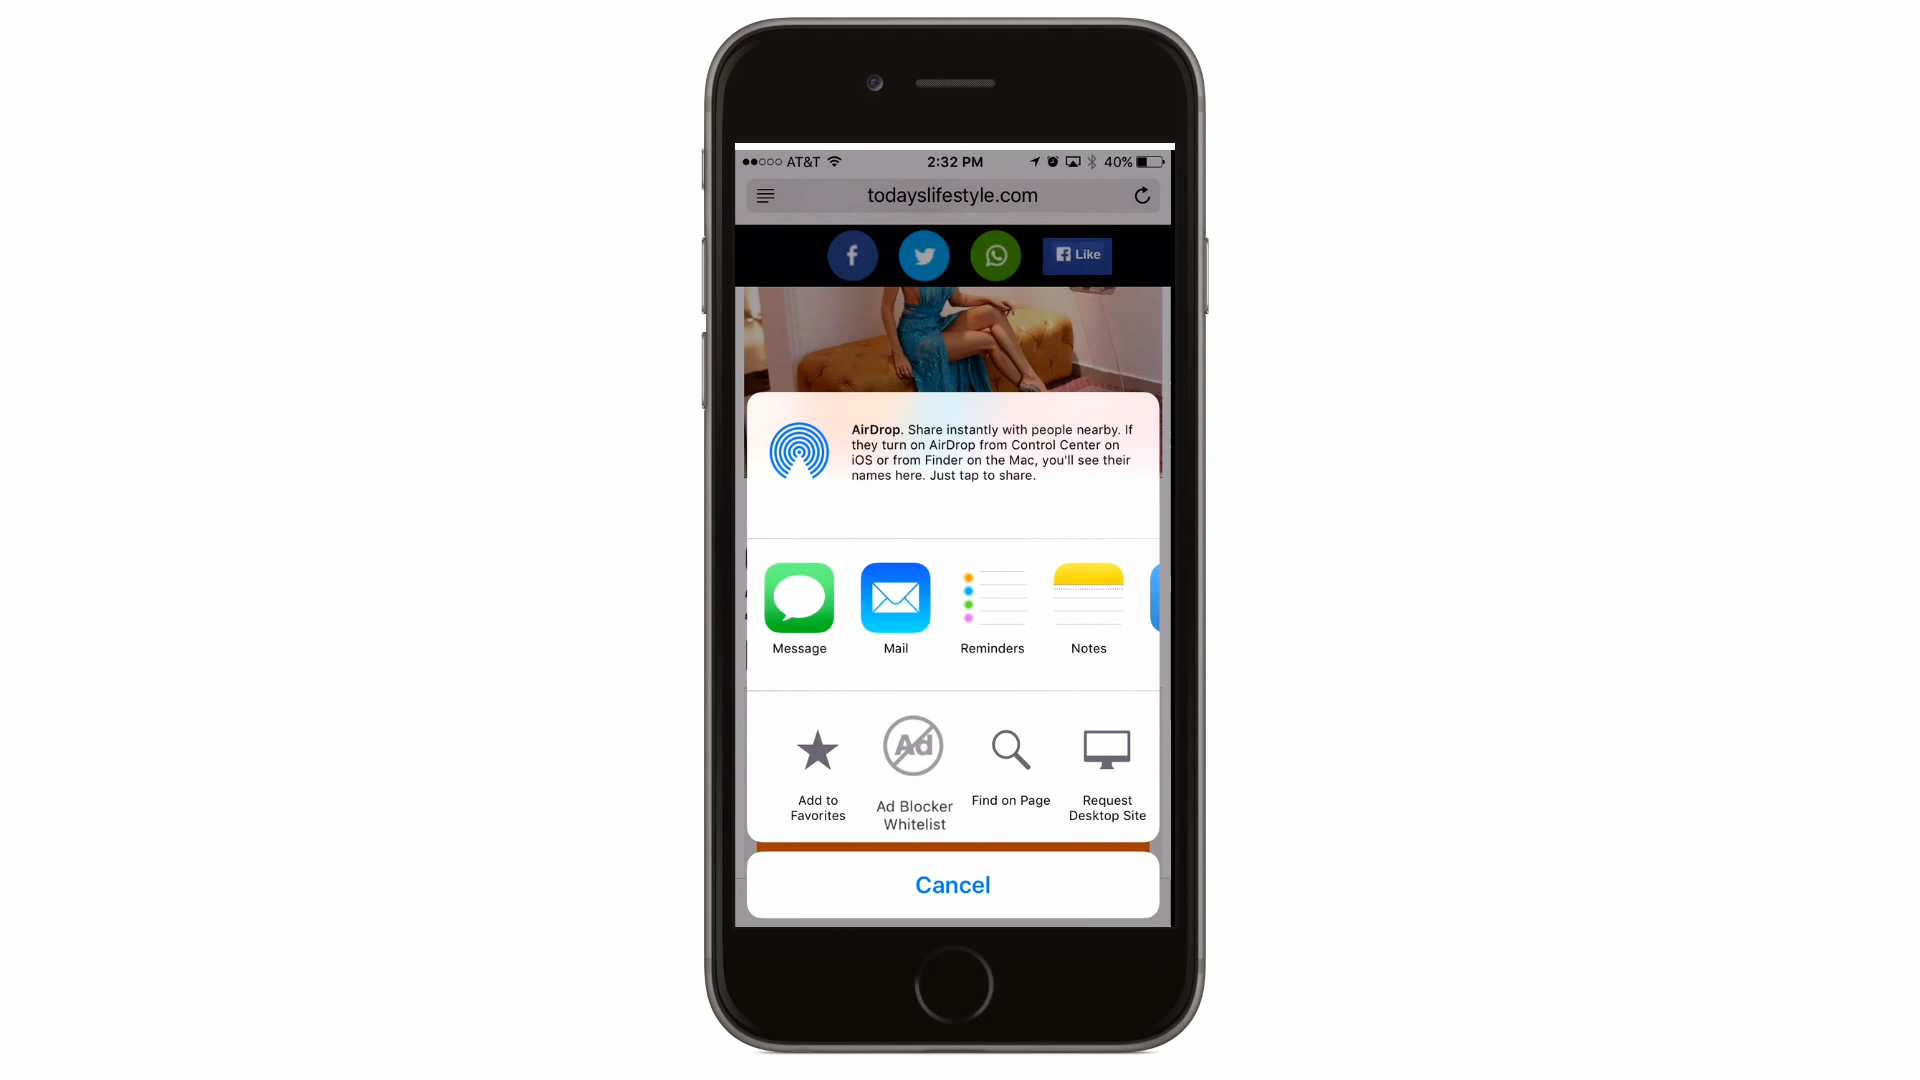 AT&T 2:32 PM 40%
todayslifestyle.com
f Like
AirDrop. Share instantly with people nearby. If
they turn on AirDrop from Control Center on
iOS or from Finder on the Mac, you'll see their
names here. Just tap to share.
Message Mail Reminders Notes
Ad
Add to
Favorites
Ad Blocker
Whitelist
Find on Page
Request
Desktop Site
Cancel